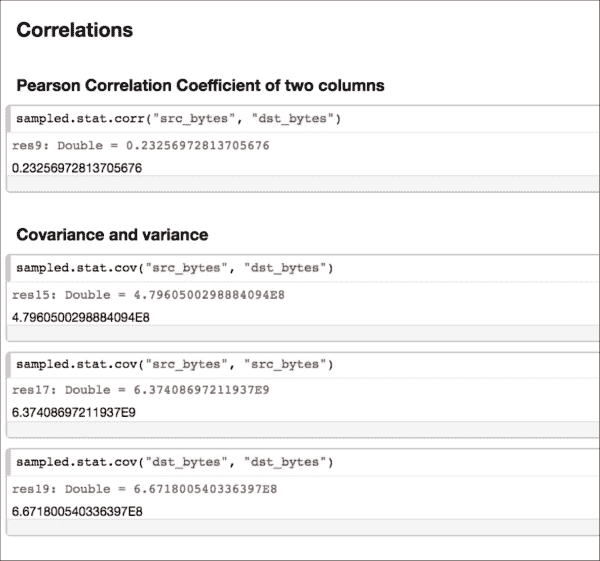 Correlations
Pearson Correlation Coefficient of two columns
sampled.stat.corr("src_bytes", "dst_bytes")
res9: Double = 0.23256972813705676
0.23256972813705676
Covariance and variance
sampled.stat.cov("src_bytes", "dst_bytes")
res15: Double = 4.7960500298884094E8
4.7960500298884094E8
sampled.stat.cov("src_bytes", "src_bytes")
res17: Double = 6.37408697211937E9
6.37408697211937E9
sampled.stat.cov("dst_bytes", "dst_bytes")
res19: Double = 6.671800540336397E8
6.671800540336397E8